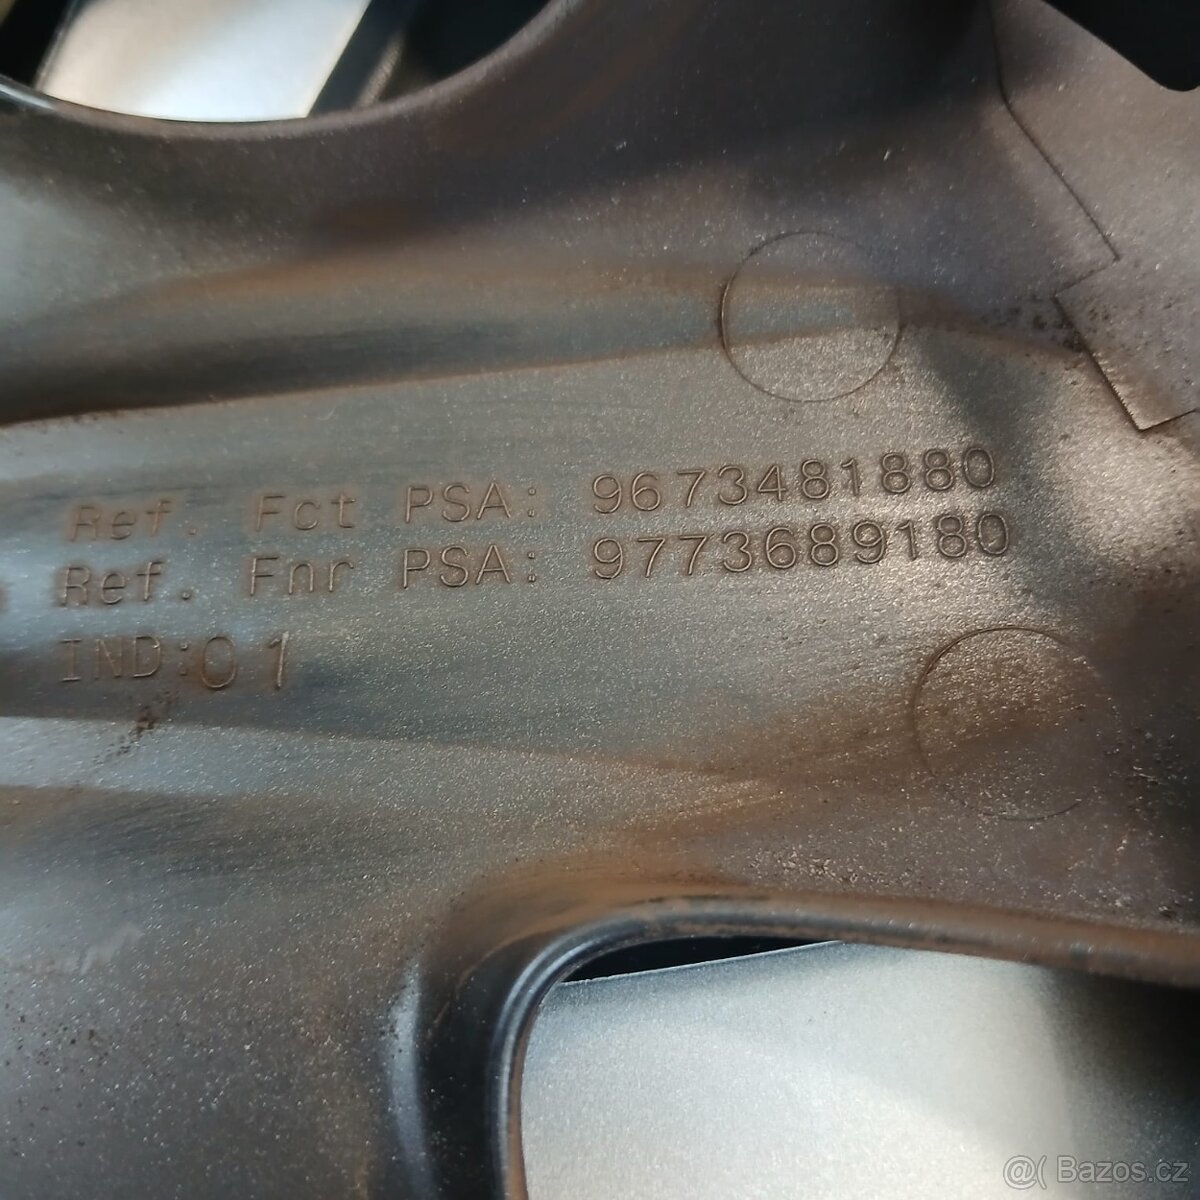 Ref. Fct PSA: 9673481880
Ref. Fnr PSA: 9773689180
IND:01
@( Bazos.cz